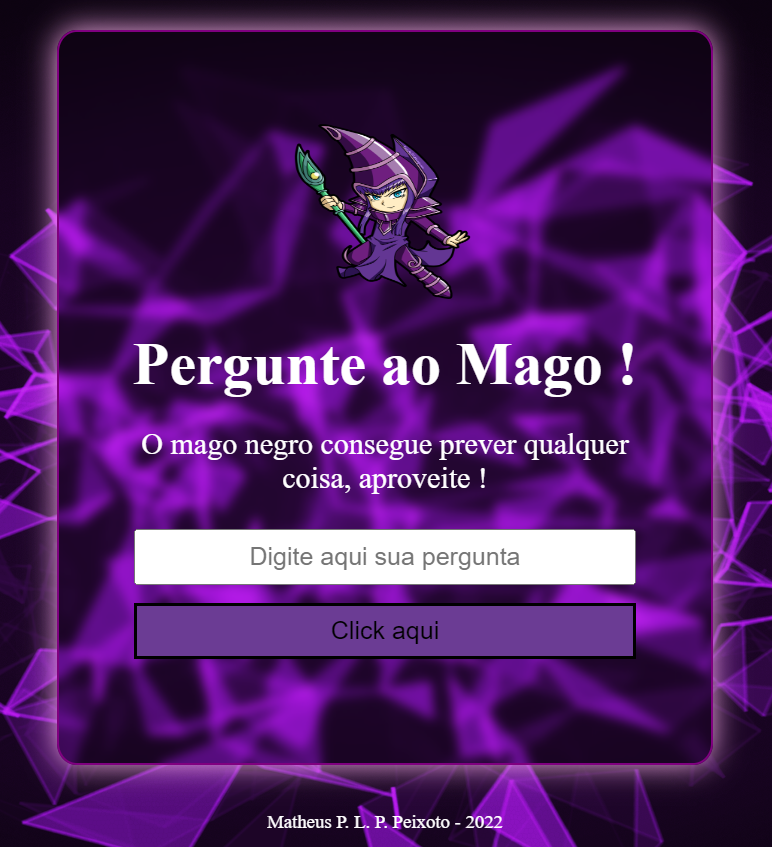 Pergunte ao Mago !
O mago negro consegue prever qualquer
coisa, aproveite !
Digite aqui sua pergunta
Click aqui
Matheus P. L. P. Peixoto - 2022